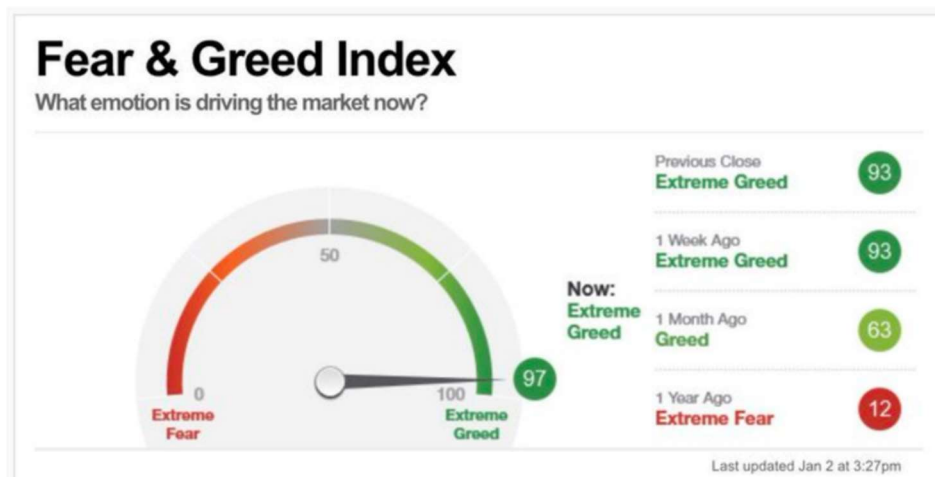 Fear & Greed Index
What emotion is driving the market now?
50
0
100
Extreme
Fear
Extreme
Greed
97
Now:
Extreme
Greed
Previous Close
Extreme Greed
93
1 Week Ago
Extreme Greed
93
1 Month Ago
Greed
63
1 Year Ago
Extreme Fear
12
Last updated Jan 2 at 3:27pm